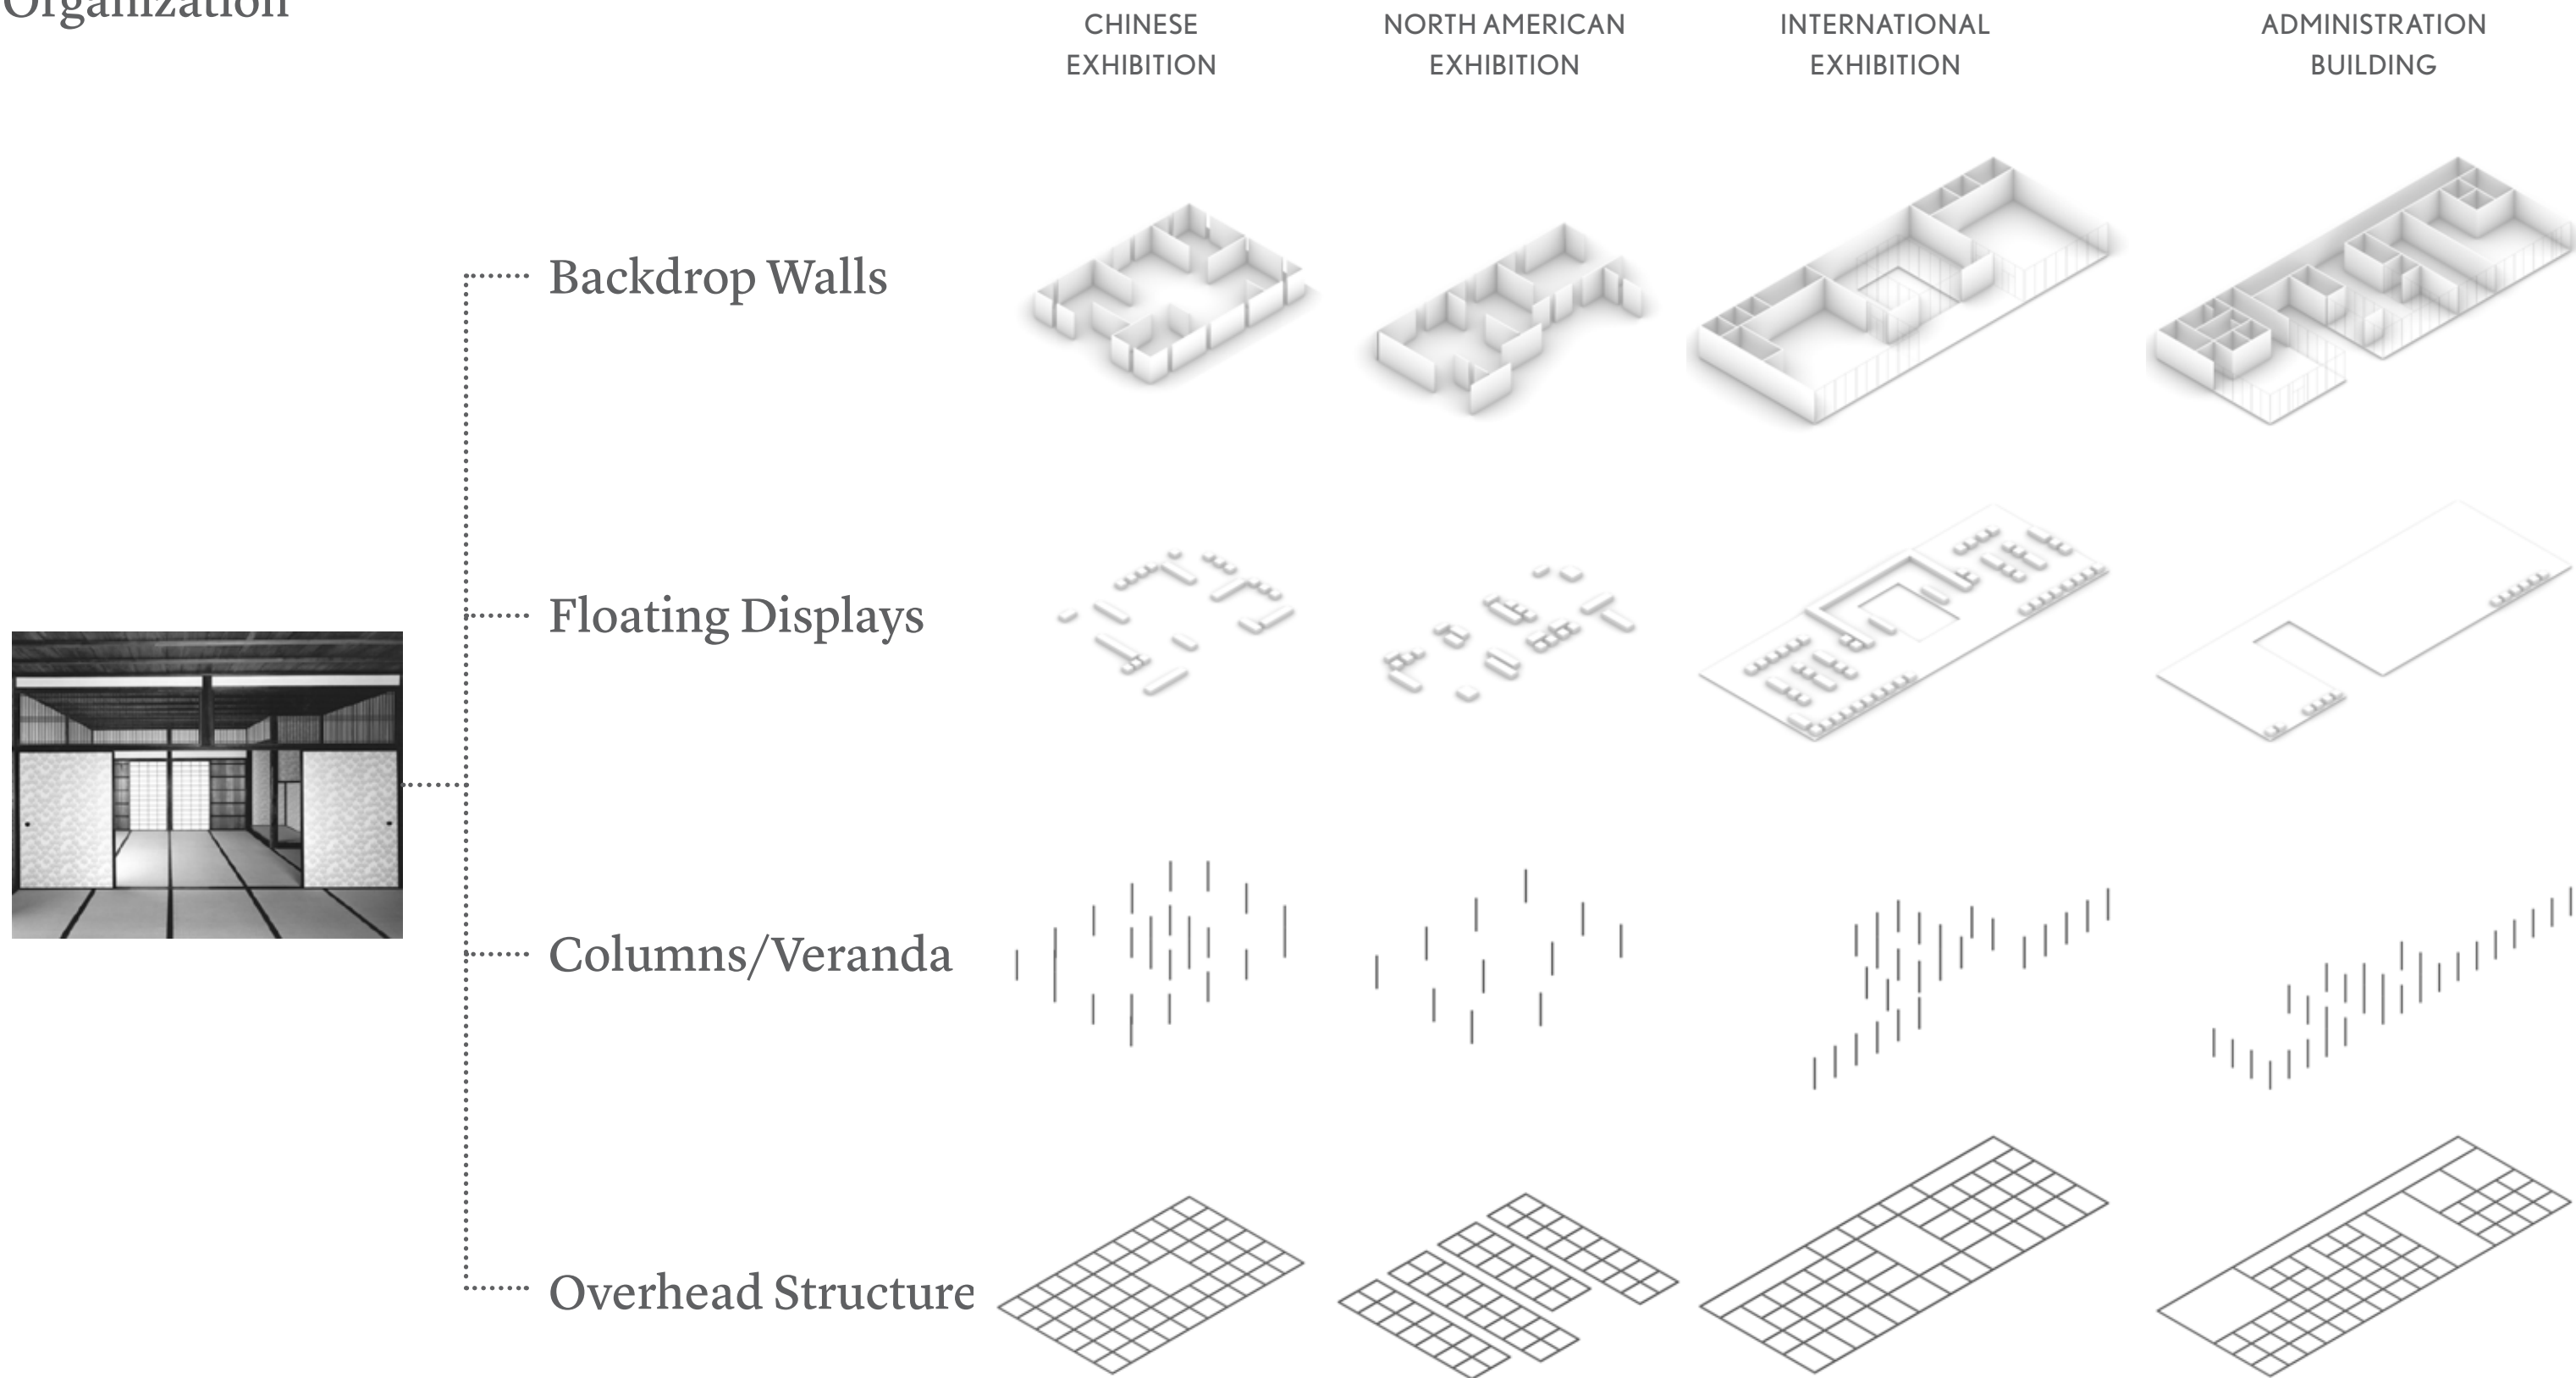 Organization
CHINESE
EXHIBITION
NORTH AMERICAN
EXHIBITION
INTERNATIONAL
EXHIBITION
ADMINISTRATION
BUILDING
Backdrop Walls
Floating Displays
Columns/Veranda
Overhead Structure